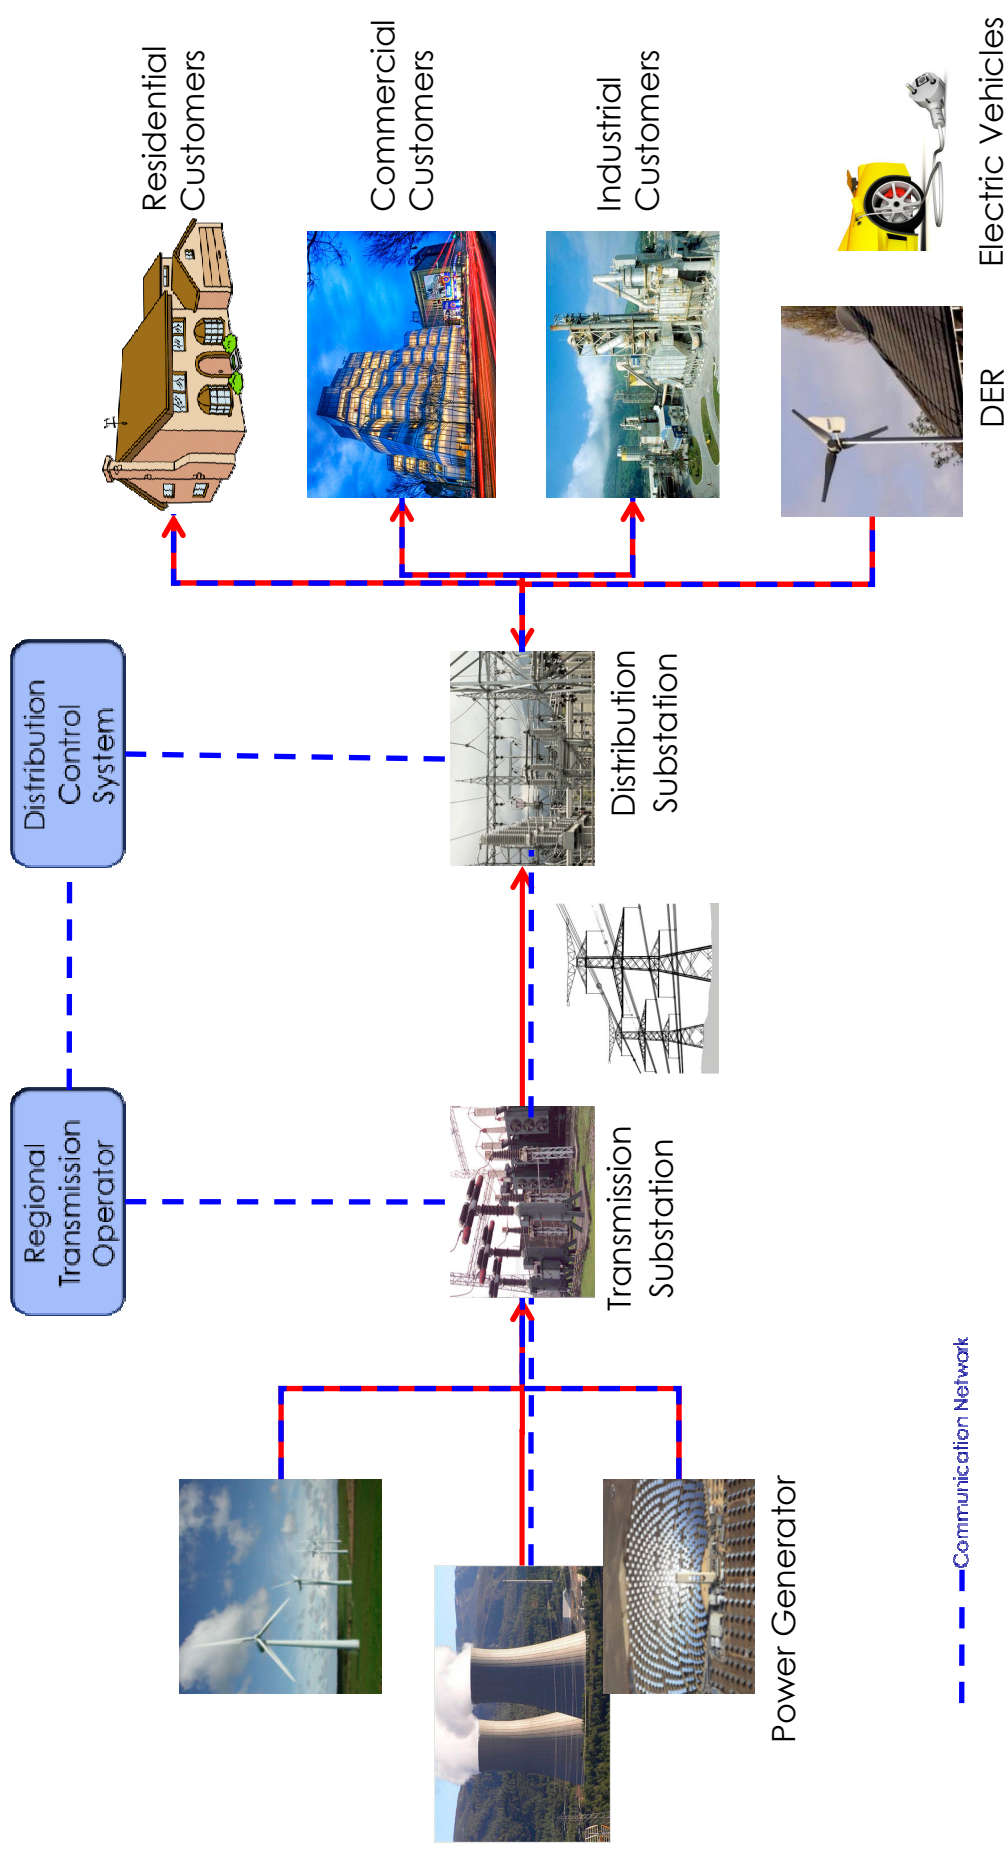 Regional
Transmission
Operator
Distribution
Control
System
Power Generator
Transmission
Substation
Distribution
Substation
Residential
Customers
Commercial
Customers
Industrial
Customers
DER
Electric Vehicles
Communication Network